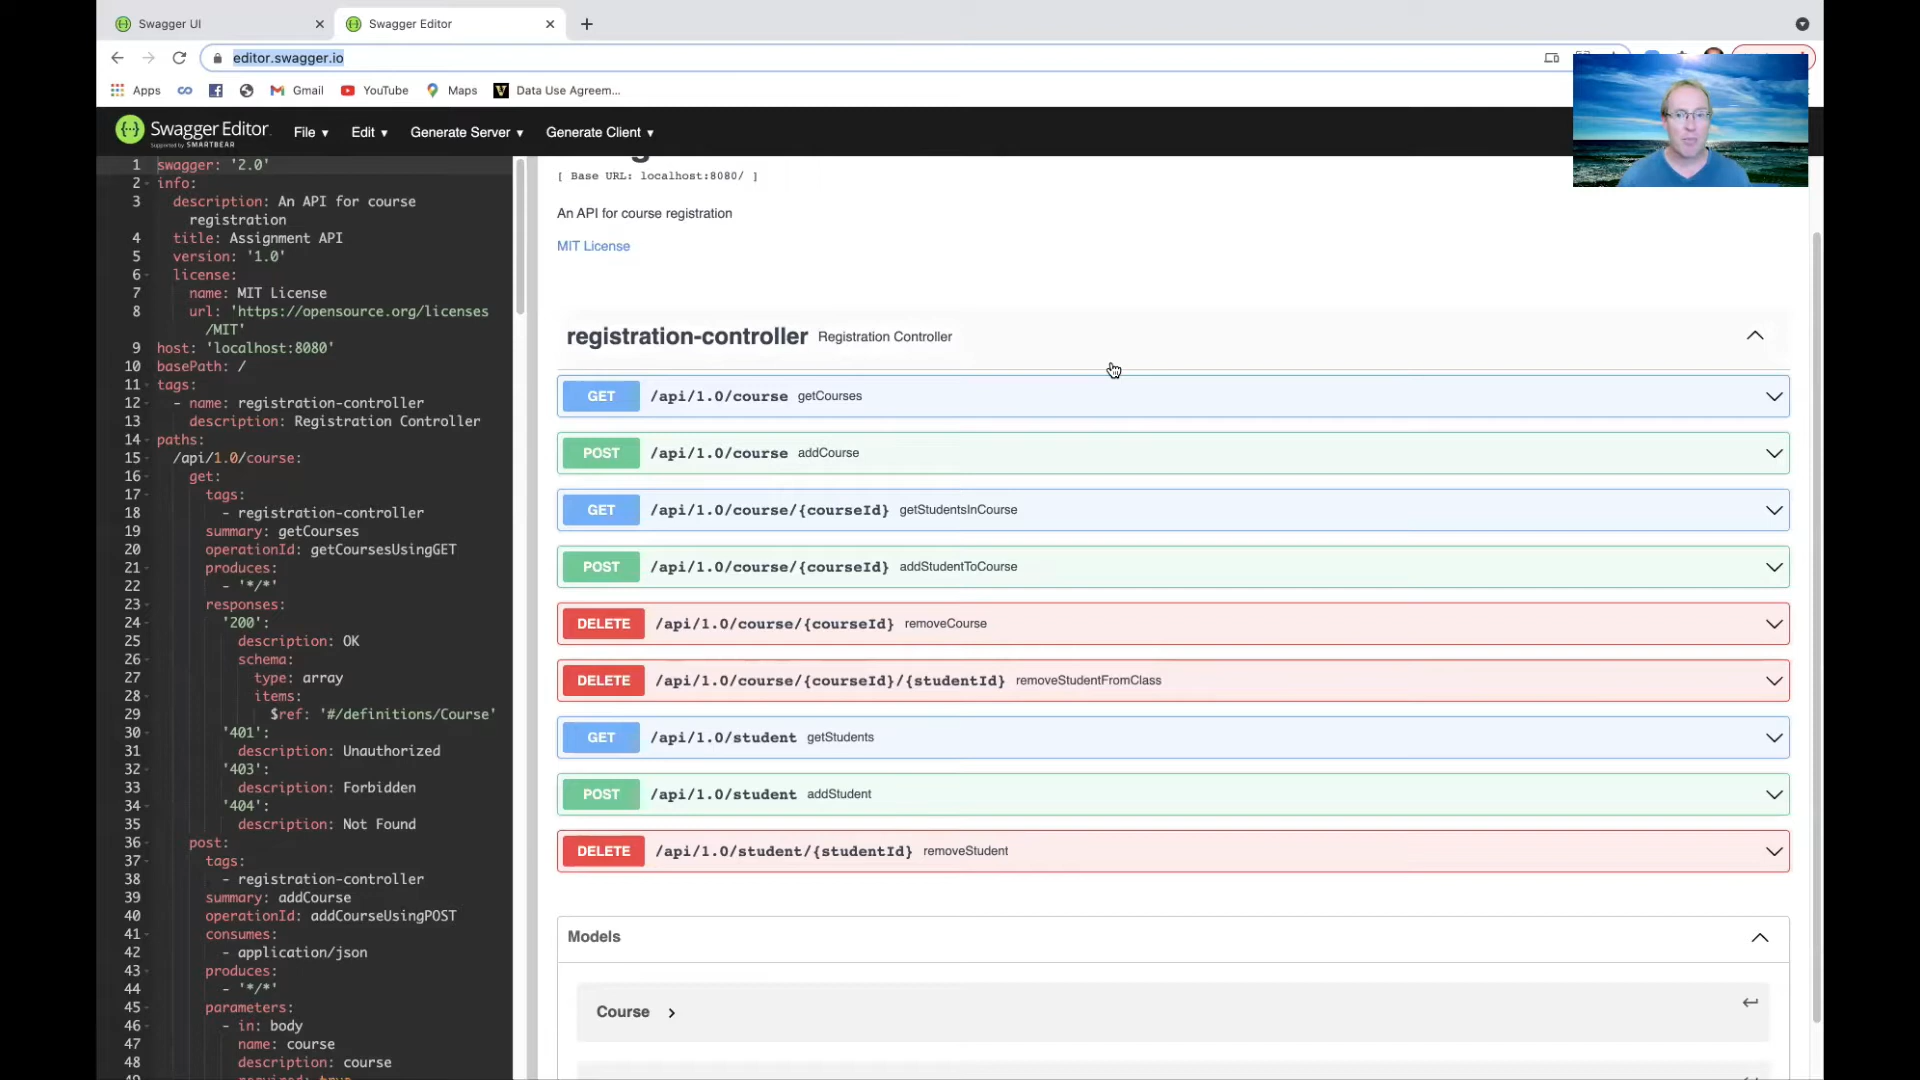 Swagger UI
Swagger Editor
editor.swagger.io
Apps
Gmail
YouTube
Maps
Data Use Agreem...
Swagger Editor
Supported by SMARTBEAR
File
Edit
Generate Server
Generate Client
1 swagger: '2.0'
2 info:
3 description: An API for course
registration
4 title: Assignment API
5 version: '1.0'
6 license:
7 name: MIT License
8 url: 'https://opensource.org/licenses
/MIT'
9 host: 'localhost:8080'
10 basePath: /
11 tags:
12 - name: registration-controller
13 description: Registration Controller
14 paths:
15 /api/1.0/course:
16 get:
17 tags:
18 - registration-controller
19 summary: getCourses
20 operationId: getCoursesUsingGET
21 produces:
22 - '*/*'
23 responses:
24 '200':
25 description: OK
26 schema:
27 type: array
28 items:
29 $ref: '#/definitions/Course'
30 '401':
31 description: Unauthorized
32 '403':
33 description: Forbidden
34 '404':
35 description: Not Found
36 post:
37 tags:
38 - registration-controller
39 summary: addCourse
40 operationId: addCourseUsingPOST
41 consumes:
42 - application/json
43 produces:
44 - '*/*'
45 parameters:
46 - in: body
47 name: course
48 description: course
[ Base URL: localhost:8080/ ]
An API for course registration
MIT License
registration-controller Registration Controller
GET /api/1.0/course getCourses
POST /api/1.0/course addCourse
GET /api/1.0/course/{courseId} getStudentsInCourse
POST /api/1.0/course/{courseId} addStudentToCourse
DELETE /api/1.0/course/{courseId} removeCourse
DELETE /api/1.0/course/{courseId}/{studentId} removeStudentFromClass
GET /api/1.0/student getStudents
POST /api/1.0/student addStudent
DELETE /api/1.0/student/{studentId} removeStudent
Models
Course